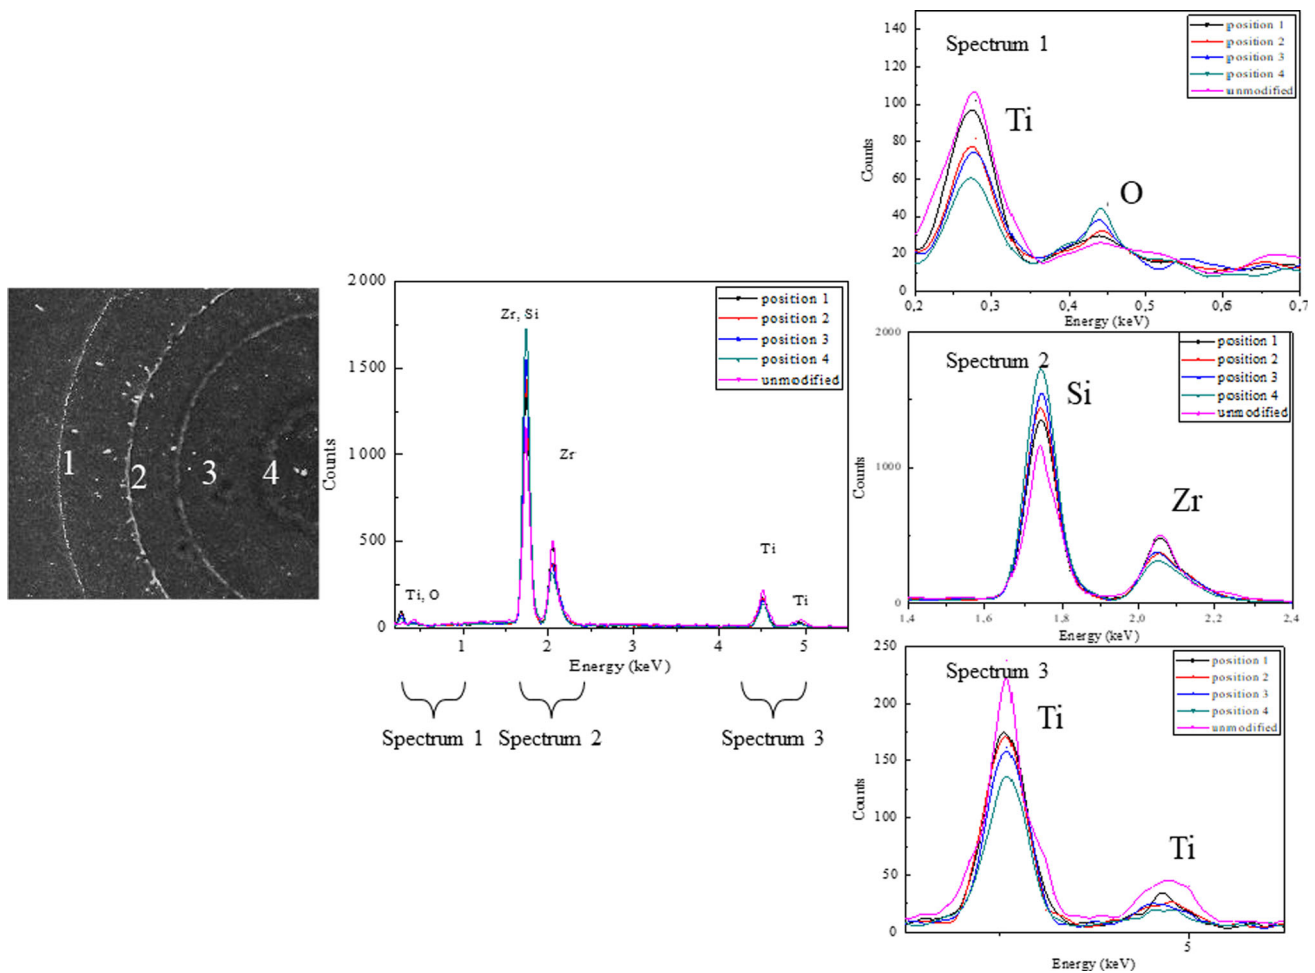 1
2
3
4
2 000
1 500
1000
500
0
1
2
3
4
5
Counts
Energy (keV)
Zr, Si
Zr
Ti, O
Ti
Ti
position 1
position 2
position 3
position 4
unmodified
Spectrum 1
Spectrum 2
Spectrum 3
Spectrum 1
140
120
100
80
60
40
20
0
Counts
Ti
O
position 1
position 2
position 3
position 4
unmodified
0,2
0,3
0,4
0,5
0,6
0,7
Energy (keV)
Spectrum 2
2000
1500
1000
500
0
Counts
Si
Zr
position 1
position 2
position 3
position 4
unmodified
1,4
1,6
1,8
2,0
2,2
2,4
Energy (keV)
Spectrum 3
250
200
150
100
50
0
Counts
Ti
Ti
position 1
position 2
position 3
position 4
unmodified
5
Energy (keV)